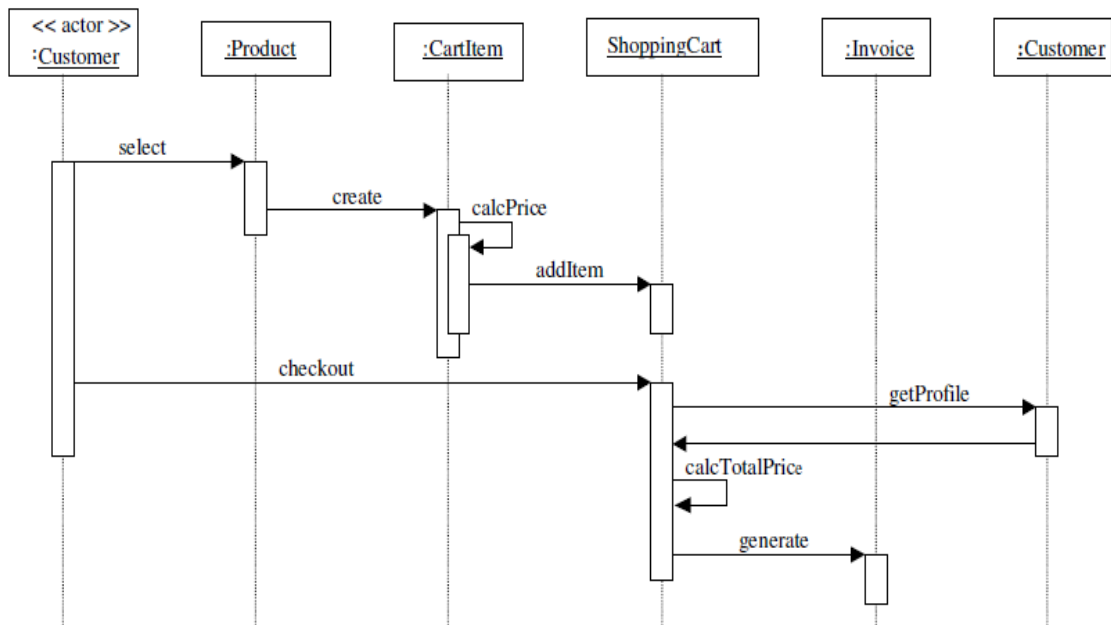 << actor >>
:Customer
:Product
:CartItem
ShoppingCart
:Invoice
:Customer
select
create
calcPrice
addItem
checkout
getProfile
calcTotalPrice
generate